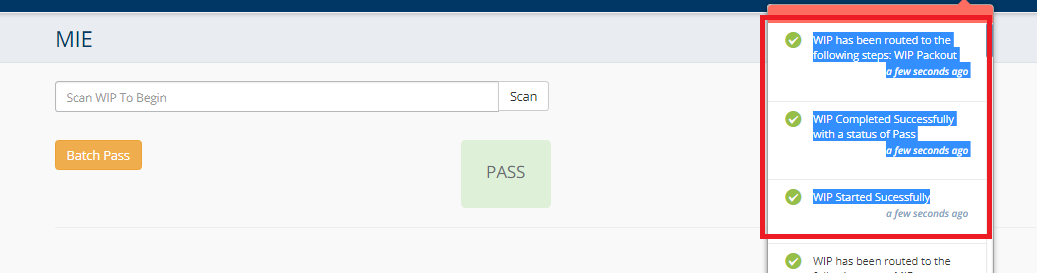 MIE
Scan WIP To Begin
Scan
Batch Pass
PASS
WIP has been routed to the
following steps: WIP Packout
a few seconds ago
WIP Completed Successfully
with a status of Pass
a few seconds ago
WIP Started Sucessfully
a few seconds ago
WIP has been routed to the